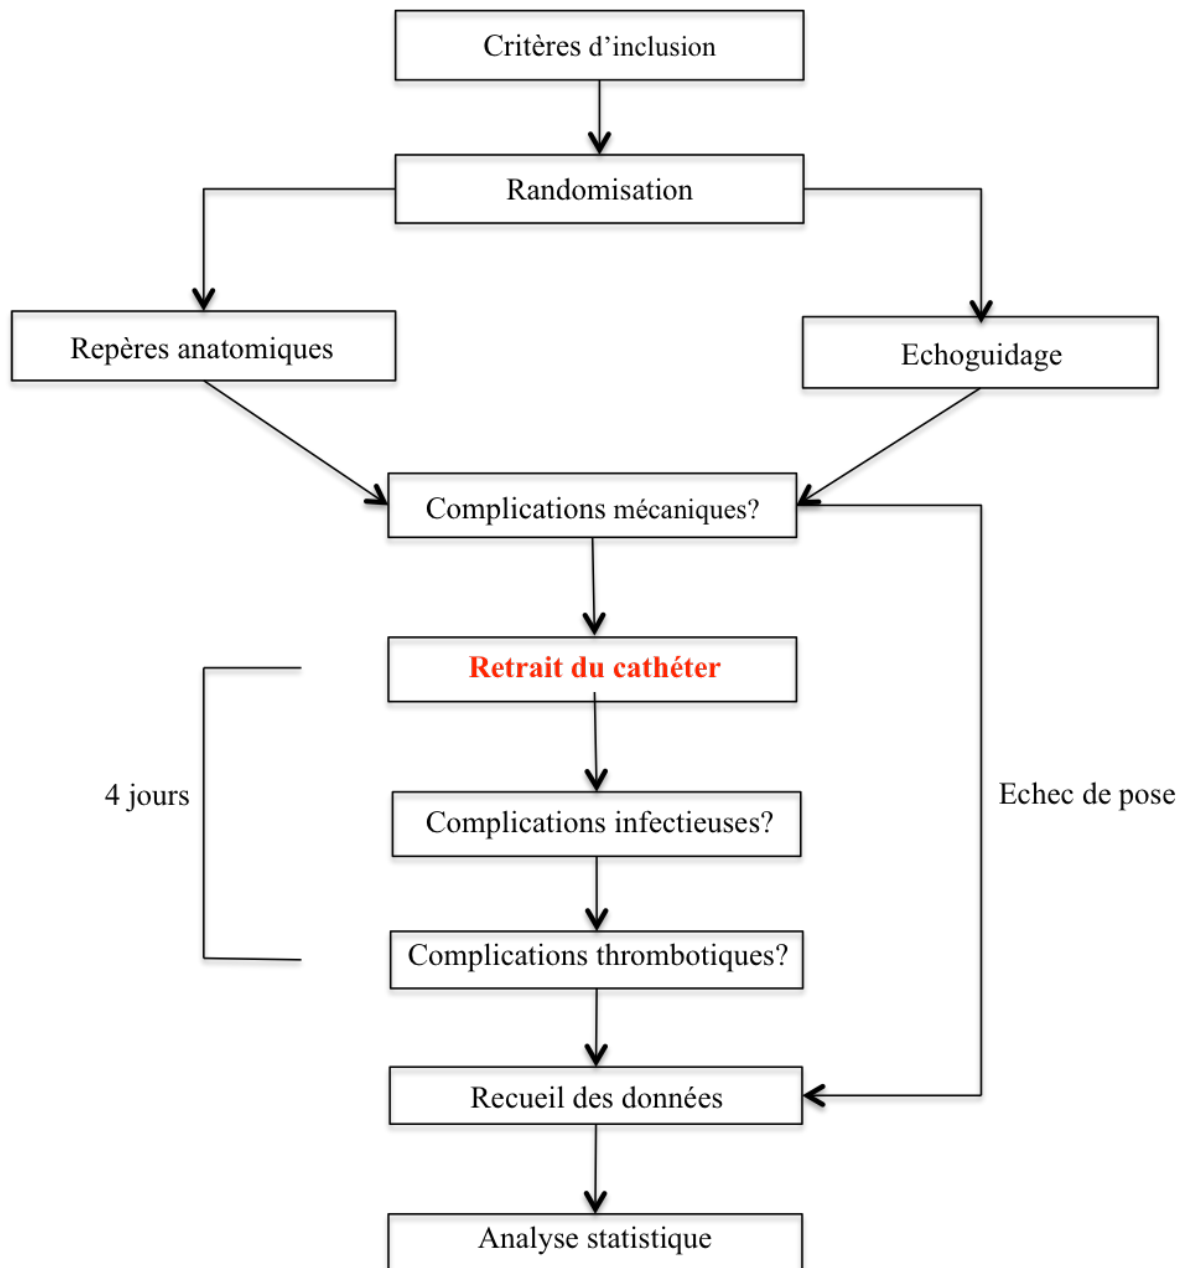 Critères d’inclusion
Randomisation
Repères anatomiques
Echoguidage
Complications mécaniques?
Retrait du cathéter
4 jours
Echec de pose
Complications infectieuses?
Complications thrombotiques?
Recueil des données
Analyse statistique